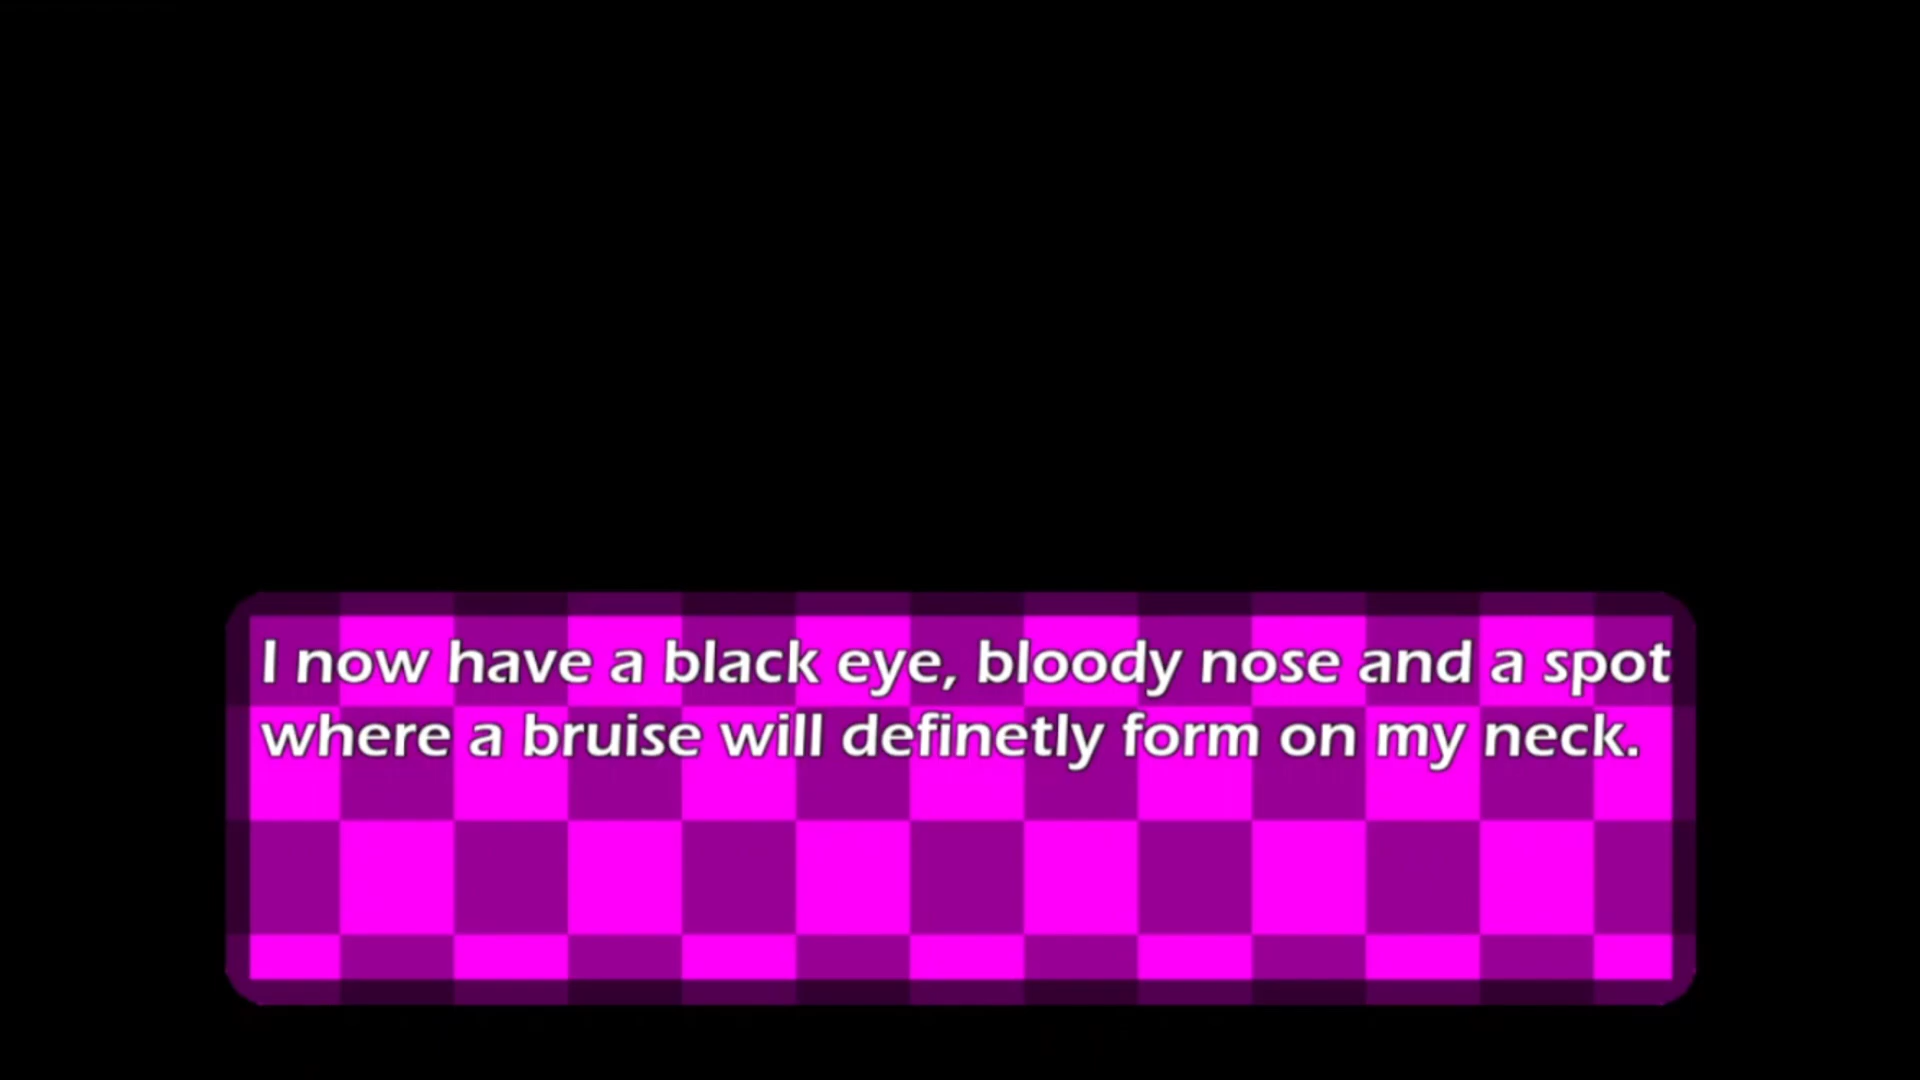 I now have a black eye, bloody nose and a spot
where a bruise will definetly form on my neck.